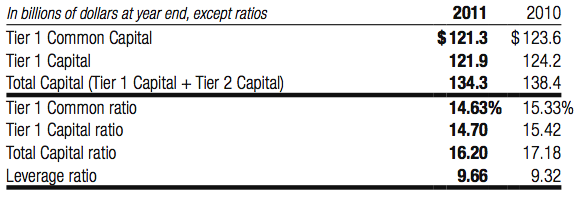 In billions of dollars at year end, except ratios 2011 2010
Tier 1 Common Capital $121.3 $123.6
Tier 1 Capital 121.9 124.2
Total Capital (Tier 1 Capital + Tier 2 Capital) 134.3 138.4
Tier 1 Common ratio 14.63% 15.33%
Tier 1 Capital ratio 14.70 15.42
Total Capital ratio 16.20 17.18
Leverage ratio 9.66 9.32